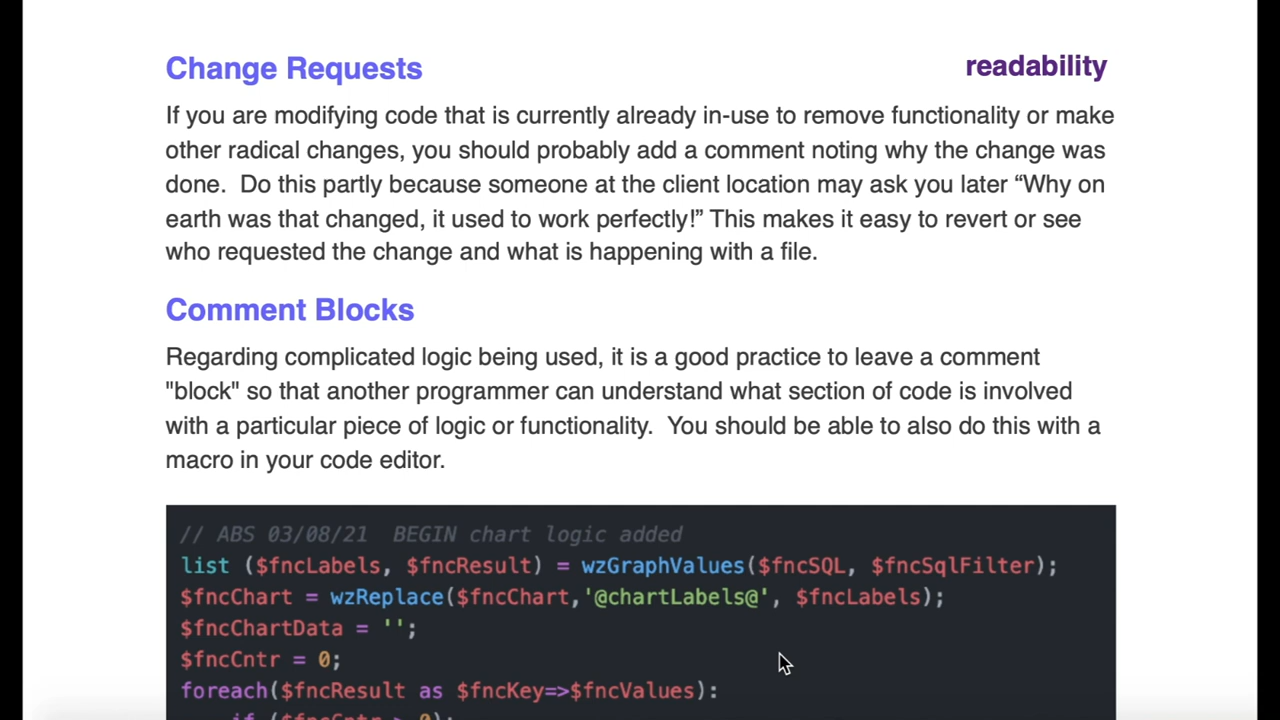 Change Requests
readability
If you are modifying code that is currently already in-use to remove functionality or make
other radical changes, you should probably add a comment noting why the change was
done.  Do this partly because someone at the client location may ask you later “Why on
earth was that changed, it used to work perfectly!” This makes it easy to revert or see
who requested the change and what is happening with a file.
Comment Blocks
Regarding complicated logic being used, it is a good practice to leave a comment
"block" so that another programmer can understand what section of code is involved
with a particular piece of logic or functionality.  You should be able to also do this with a
macro in your code editor.
// ABS 03/08/21  BEGIN chart logic added
list ($fncLabels, $fncResult) = wzGraphValues($fncSQL, $fncSqlFilter);
$fncChart = wzReplace($fncChart,'@chartLabels@', $fncLabels);
$fncChartData = '';
$fncCntr = 0;
foreach($fncResult as $fncKey=>$fncValues):
if ($fncCntr > 0):